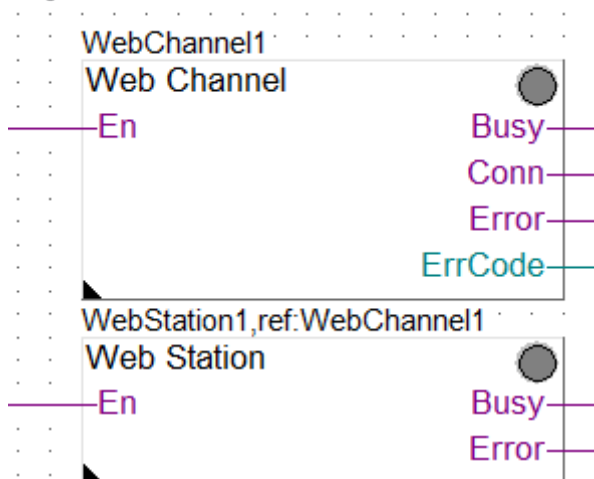 WebChannel1
Web Channel
En Busy
Conn
Error
ErrCode
WebStation1,ref:WebChannel1
Web Station
En Busy
Error